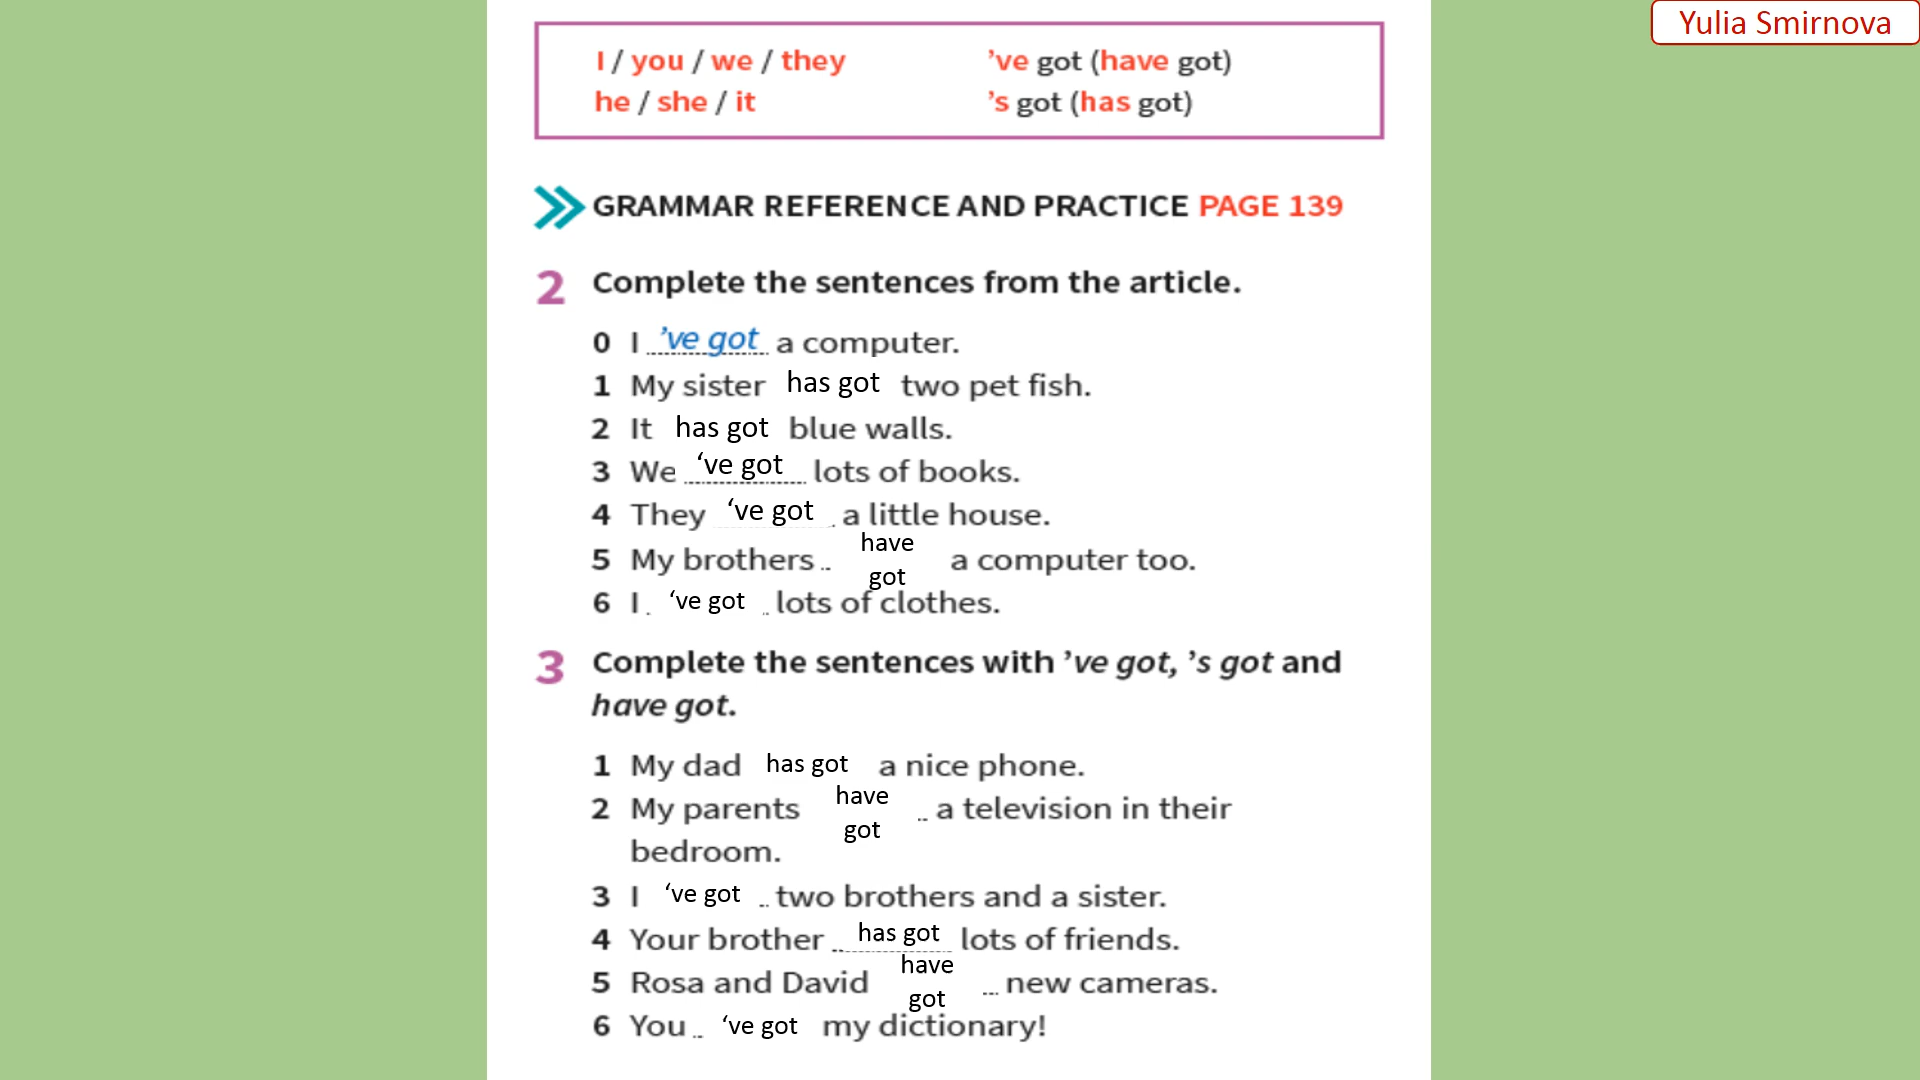 Yulia Smirnova
I / you / we / they ’ve got (have got)
he / she / it ’s got (has got)
GRAMMAR REFERENCE AND PRACTICE PAGE 139
2 Complete the sentences from the article.
0 I ’ve got a computer.
1 My sister has got two pet fish.
2 It has got blue walls.
3 We ‘ve got lots of books.
4 They ‘ve got a little house.
5 My brothers have got a computer too.
6 I ‘ve got lots of clothes.
3 Complete the sentences with ’ve got, ’s got and
have got.
1 My dad has got a nice phone.
2 My parents have got a television in their
bedroom.
3 I ‘ve got two brothers and a sister.
4 Your brother has got lots of friends.
5 Rosa and David have got new cameras.
6 You ‘ve got my dictionary!